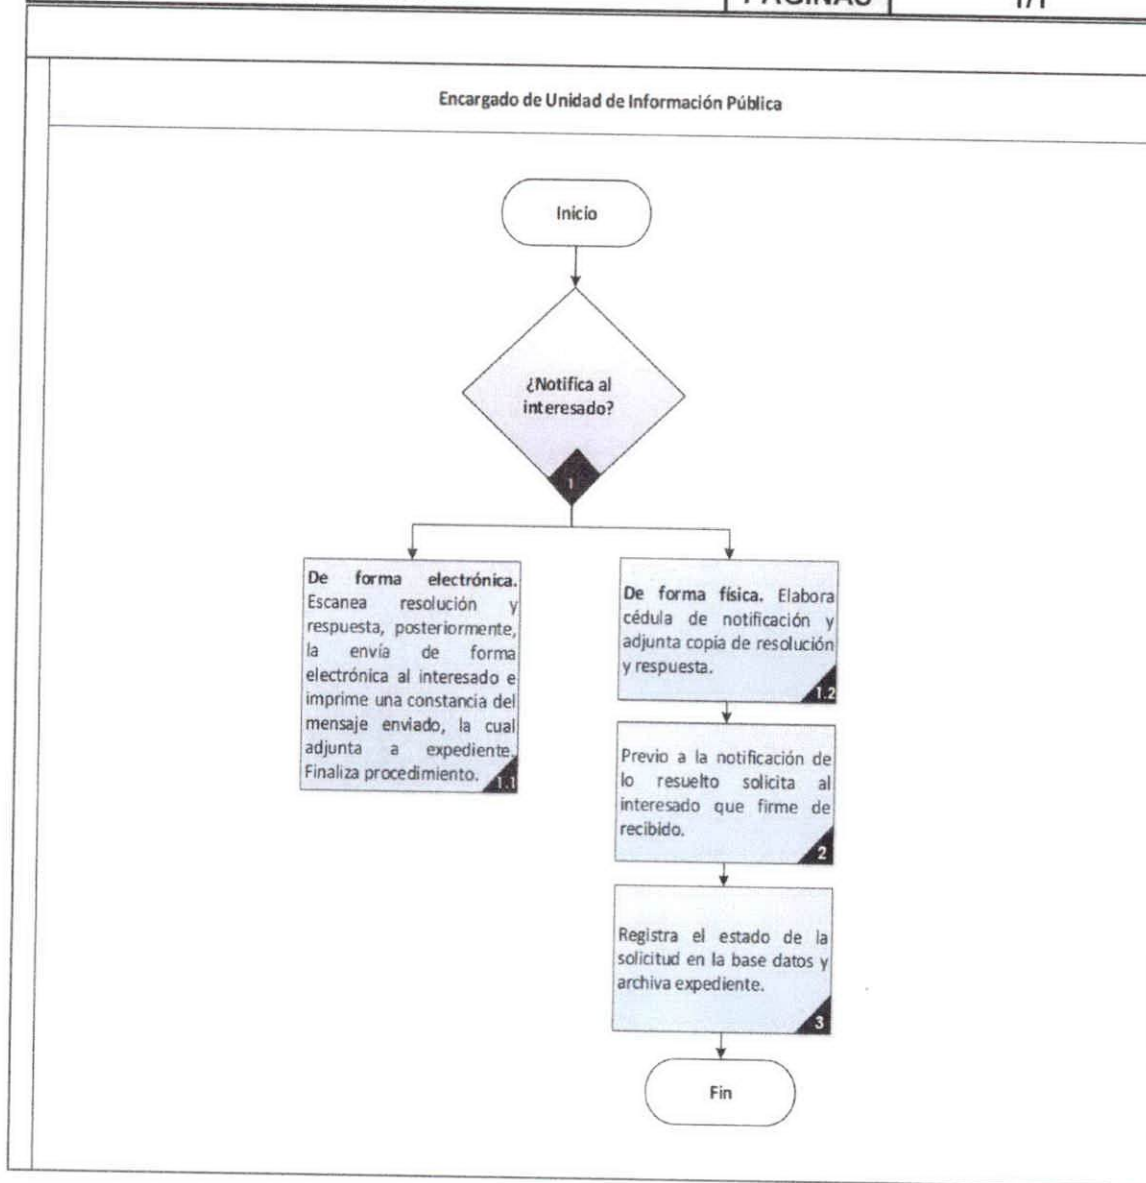 PÁGINAS 1/1
Encargado de Unidad de Información Pública
Inicio
¿Notifica al
interesado?
1
De forma electrónica.
Escanea resolución y
respuesta, posteriormente,
la envía de forma
electrónica al interesado e
imprime una constancia del
mensaje enviado, la cual
adjunta a expediente.
Finaliza procedimiento.
1.1
De forma física. Elabora
cédula de notificación y
adjunta copia de resolución
y respuesta.
1.2
Previo a la notificación de
lo resuelto solicita al
interesado que firme de
recibido.
2
Registra el estado de la
solicitud en la base datos y
archiva expediente.
3
Fin